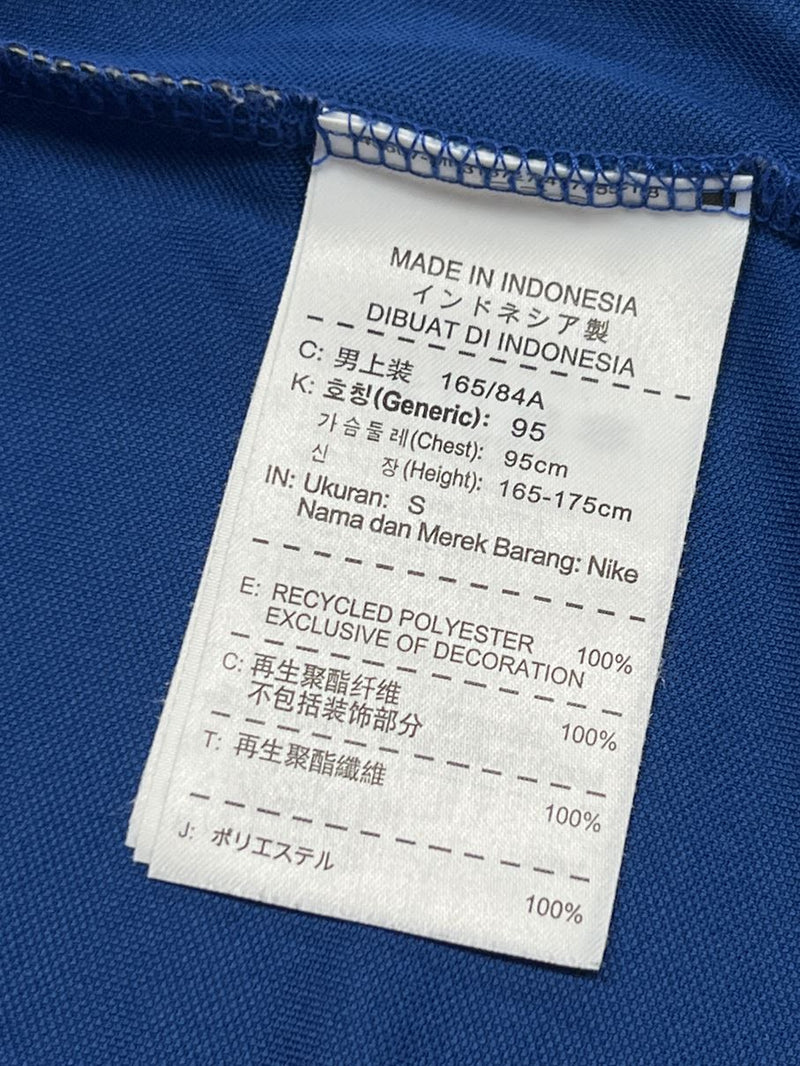 MADE IN INDONESIA
インドネシア製
DIBUAT DI INDONESIA
C: 男上装 165/84A
K: 호칭(Generic): 95
가슴둘레(Chest): 95cm
신 장(Height): 165-175cm
IN: Ukuran: S
Nama dan Merek Barang: Nike
E: RECYCLED POLYESTER 100%
EXCLUSIVE OF DECORATION
C: 再生聚酯纤维 100%
不包括装饰部分
T: 再生聚酯纖維 100%
J: ポリエステル 100%